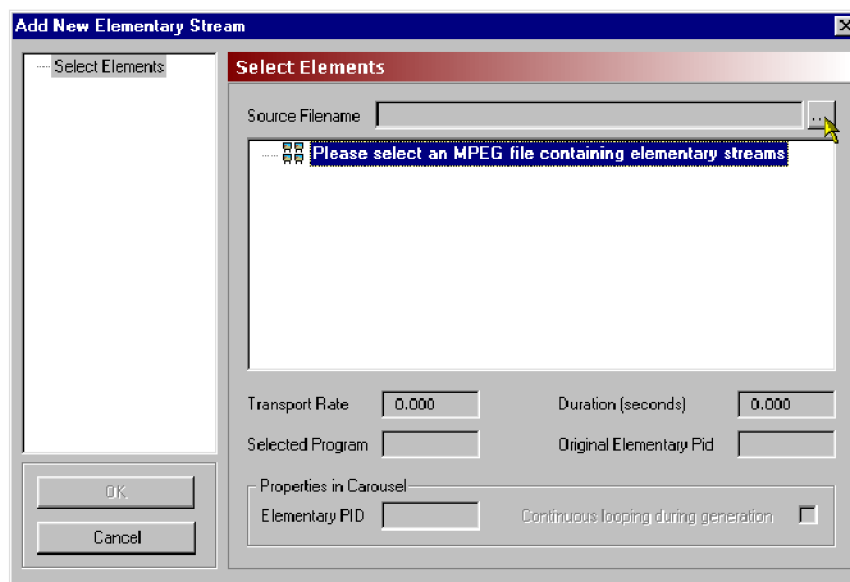 Add New Elementary Stream
Select Elements
Select Elements
Source Filename
...
Please select an MPEG file containing elementary streams
Transport Rate 0.000 Duration (seconds) 0.000
Selected Program Original Elementary Pid
Properties in Carousel
Elementary PID Continuous looping during generation
OK
Cancel